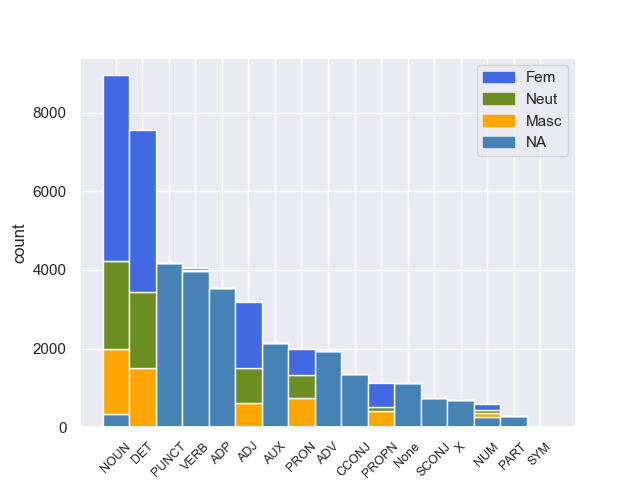 Fem
Neut
Masc
NA
8000
6000
4000
2000
0
count
NOUN DET PUNCT VERB ADP ADJ AUX PRON ADV CCONJ PROPN None SCONJ X NUM PART SYM